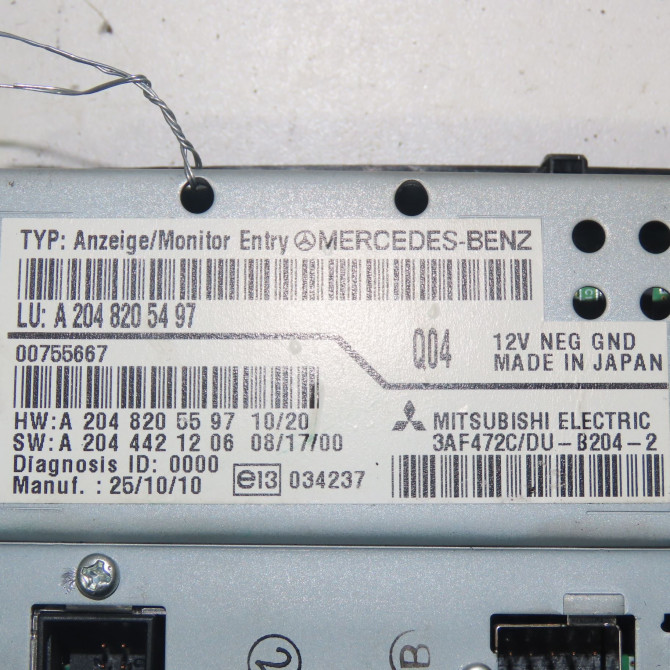 TYP: Anzeige/Monitor Entry MERCEDES-BENZ
LU: A 204 820 54 97
00755667
Q04
12V NEG GND
MADE IN JAPAN
HW:A 204 820 55 97 10/20
SW:A 204 442 12 06 08/17/00
Diagnosis ID: 0000
Manuf. : 25/10/10
e13 034237
MITSUBISHI ELECTRIC
3AF472C/DU-B204-2
B